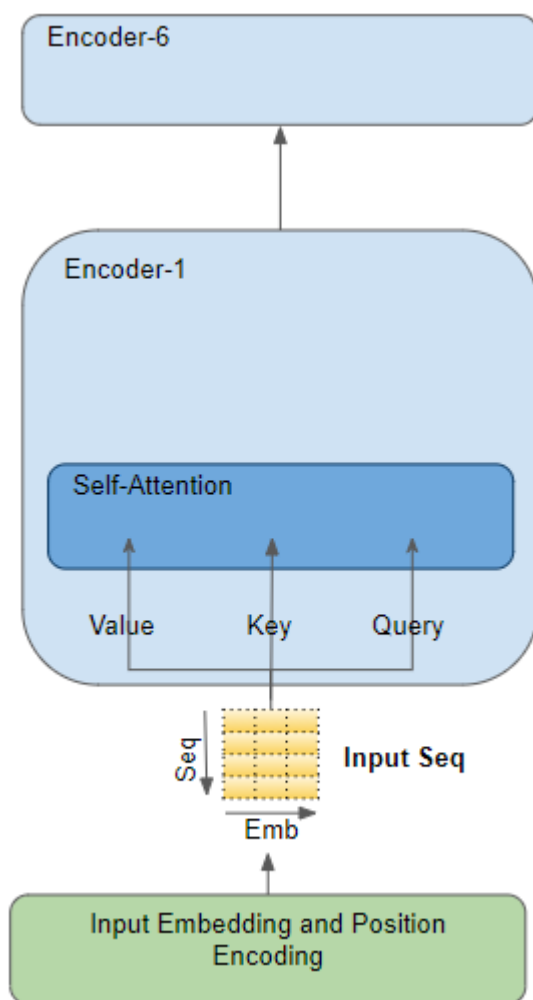 Encoder-6
Encoder-1
Self-Attention
Value
Key
Query
Seq
Input Seq
Emb
Input Embedding and Position
Encoding